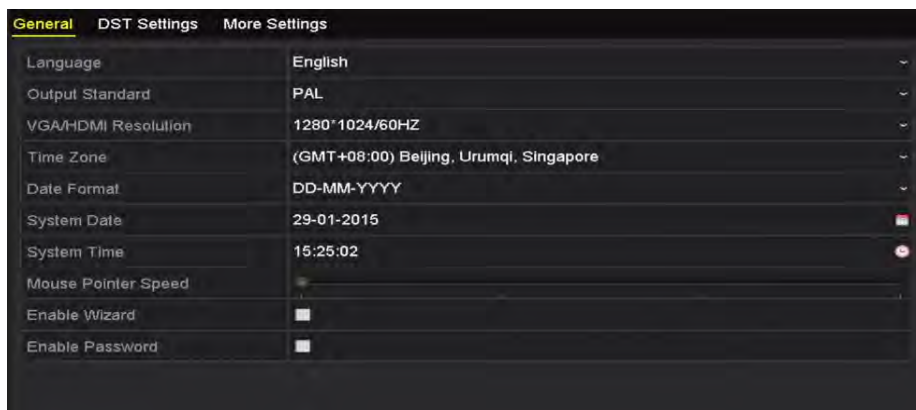 General DST Settings More Settings
Language English
Output Standard PAL
VGA/HDMI Resolution 1280*1024/60HZ
Time Zone (GMT+08:00) Beijing, Urumqi, Singapore
Date Format DD-MM-YYYY
System Date 29-01-2015
System Time 15:25:02
Mouse Pointer Speed
Enable Wizard
Enable Password